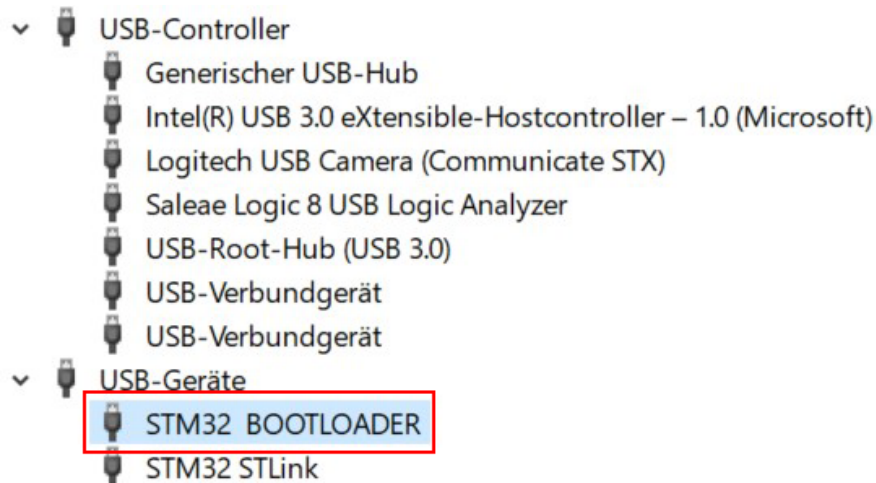 USB-Controller
Generischer USB-Hub
Intel(R) USB 3.0 eXtensible-Hostcontroller – 1.0 (Microsoft)
Logitech USB Camera (Communicate STX)
Saleae Logic 8 USB Logic Analyzer
USB-Root-Hub (USB 3.0)
USB-Verbundgerät
USB-Verbundgerät
USB-Geräte
STM32  BOOTLOADER
STM32 STLink